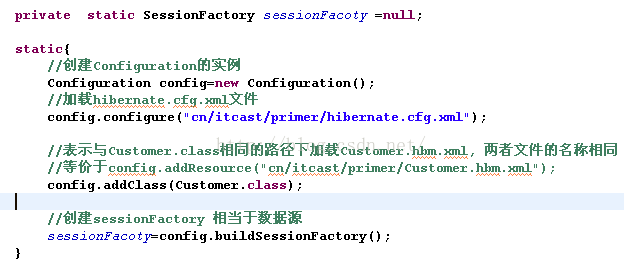 private  static SessionFactory sessionFacoty =null;
static{
//创建Configuration的实例
Configuration config=new Configuration();
//加载hibernate.cfg.xml文件
config.configure("cn/itcast/primer/hibernate.cfg.xml");
//表示与Customer.class相同的路径下加载Customer.hbm.xml，两者文件的名称相同
//等价于config.addResource("cn/itcast/primer/Customer.hbm.xml");
config.addClass(Customer.class);
//创建sessionFactory 相当于数据源
sessionFacoty=config.buildSessionFactory();
}